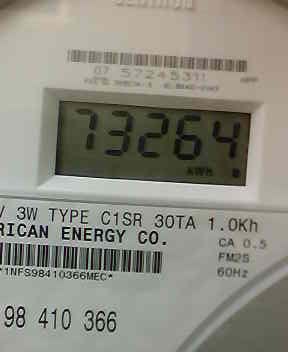 07 57245311
73264
KWH
V 3W TYPE C1SR 30TA 1.0Kh
RICAN ENERGY CO.
CA 0.5
FM2S
60Hz
*1NFS98410366MEC*
98 410 366